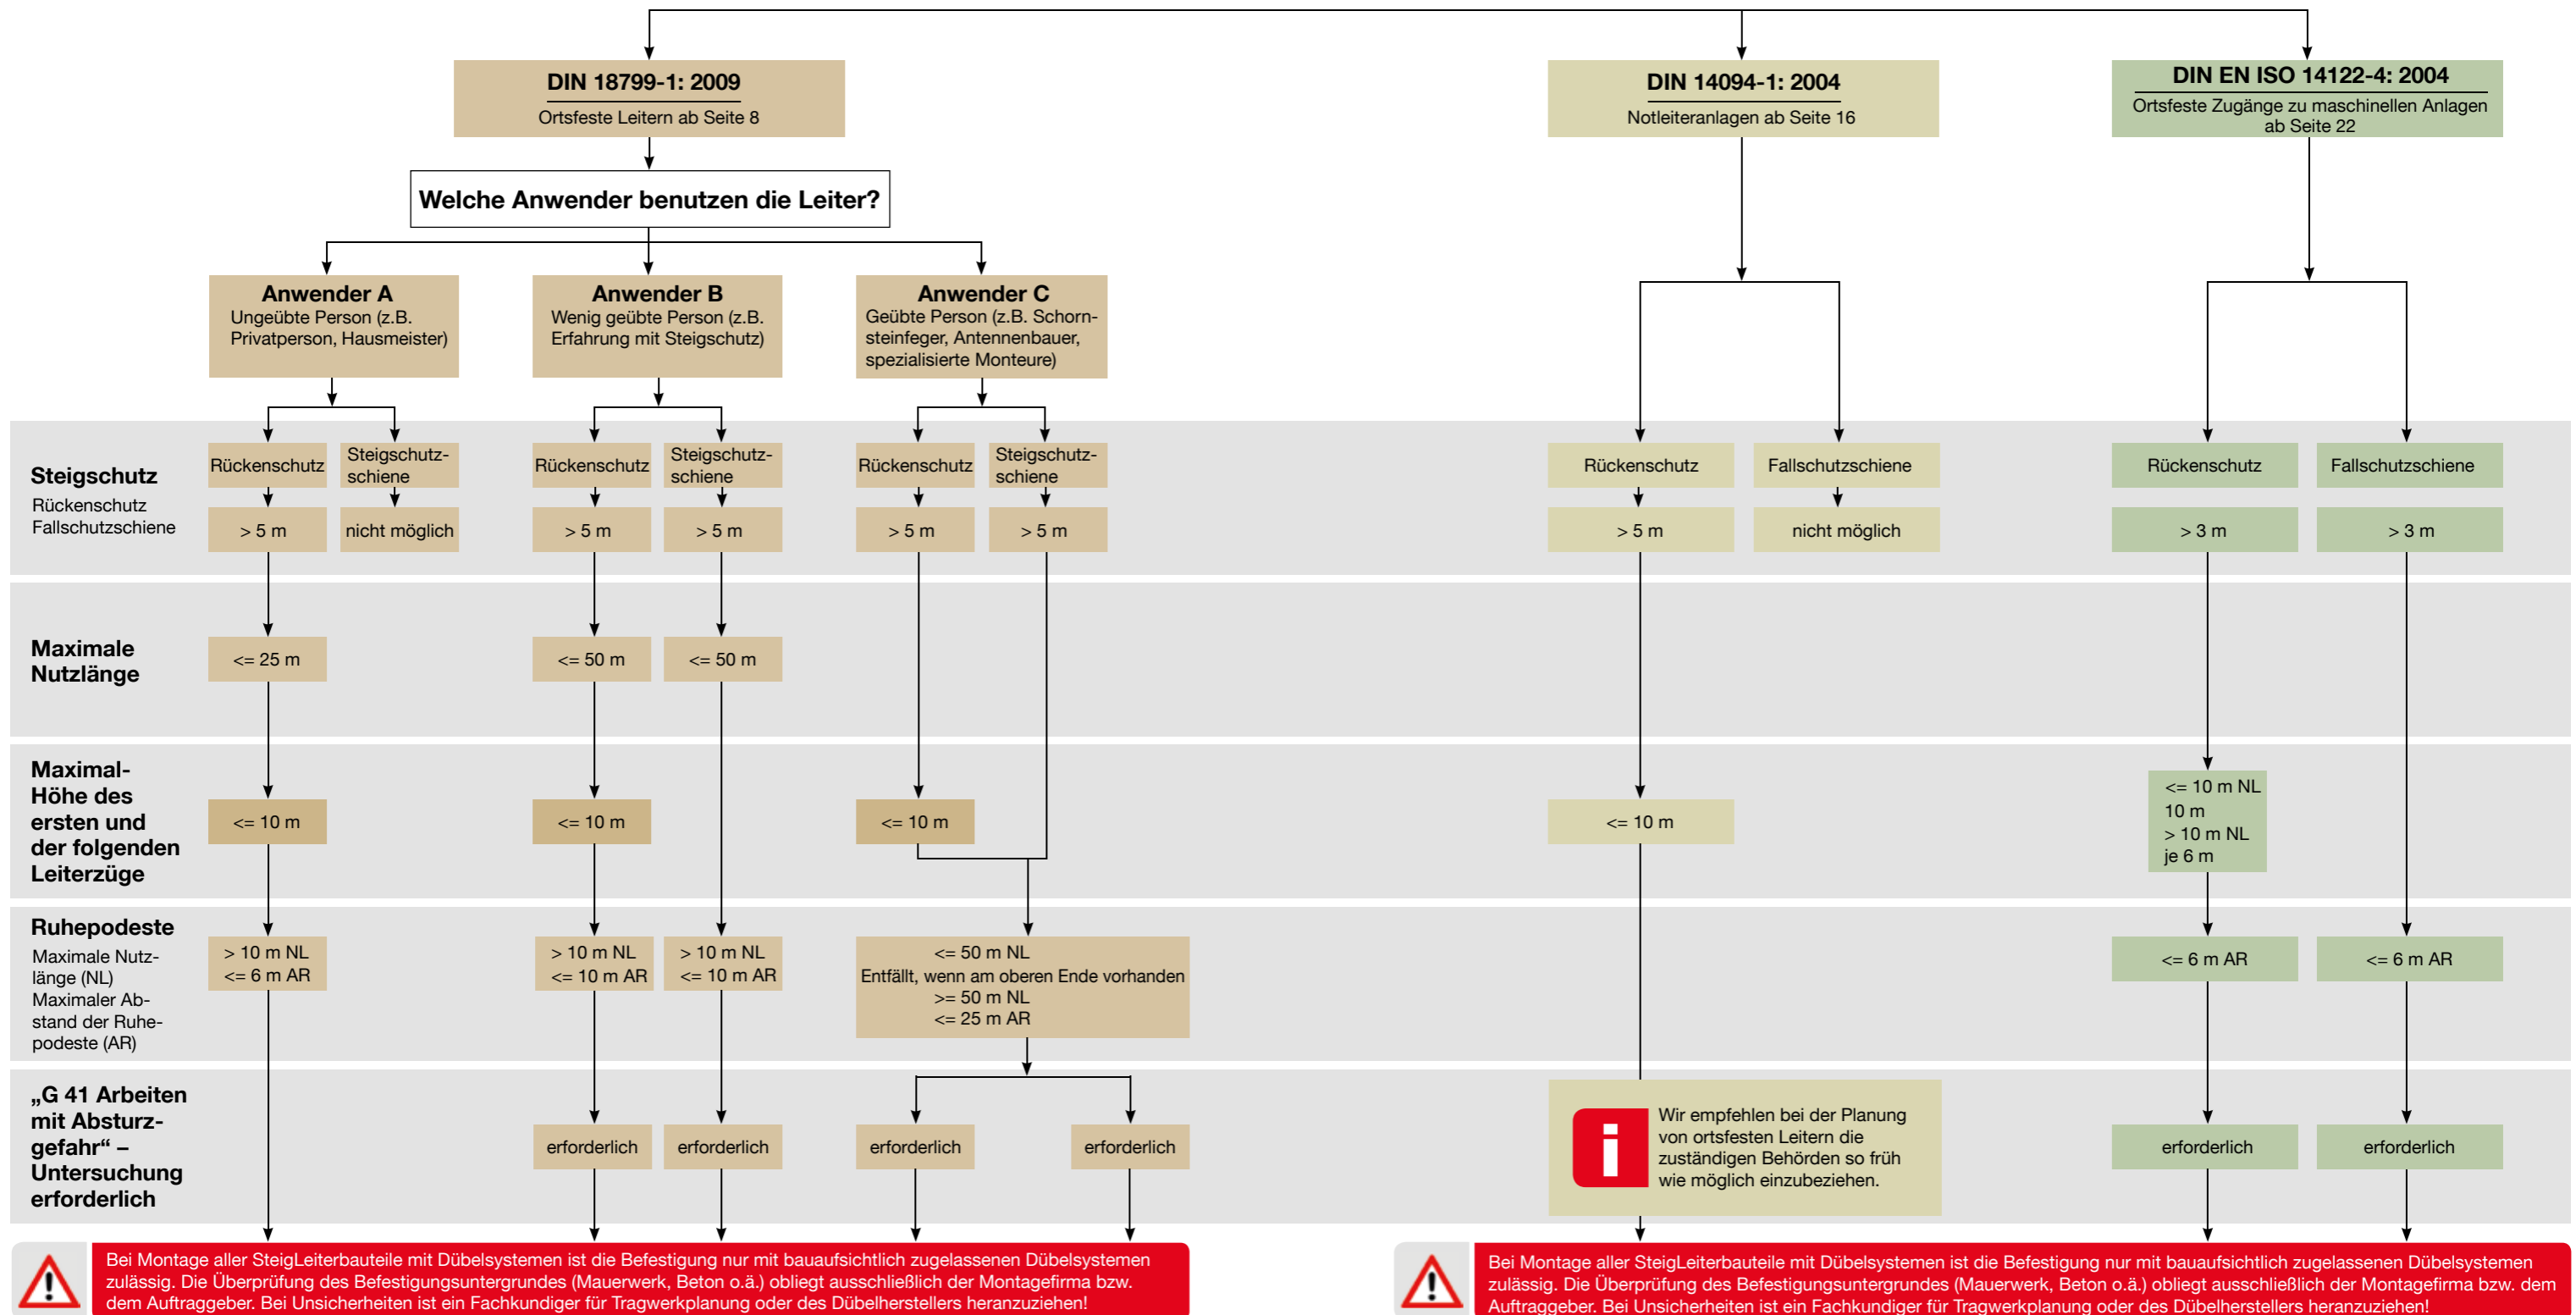 DIN 18799-1: 2009
Ortsfeste Leitern ab Seite 8
DIN 14094-1: 2004
Notleiteranlagen ab Seite 16
DIN EN ISO 14122-4: 2004
Ortsfeste Zugänge zu maschinellen Anlagen
ab Seite 22
Welche Anwender benutzen die Leiter?
Anwender A
Ungeübte Person (z.B.
Privatperson, Hausmeister)
Anwender B
Wenig geübte Person (z.B.
Erfahrung mit Steigschutz)
Anwender C
Geübte Person (z.B. Schorn-
steinfeger, Antennenbauer,
spezialisierte Monteure)
Steigschutz
Rückenschutz
Fallschutzschiene
Rückenschutz
Steigschutz-
schiene
Rückenschutz
Steigschutz-
schiene
Rückenschutz
Steigschutz-
schiene
Rückenschutz
Fallschutzschiene
Rückenschutz
Fallschutzschiene
> 5 m
nicht möglich
> 5 m
> 5 m
> 5 m
> 5 m
> 5 m
nicht möglich
> 3 m
> 3 m
Maximale
Nutzlänge
<= 25 m
<= 50 m
<= 50 m
Maximal-
Höhe des
ersten und
der folgenden
Leiterzüge
<= 10 m
<= 10 m
<= 10 m
<= 10 m
<= 10 m NL
10 m
> 10 m NL
je 6 m
Ruhepodeste
Maximale Nutz-
länge (NL)
Maximaler Ab-
stand der Ruhe-
podeste (AR)
> 10 m NL
<= 6 m AR
> 10 m NL
<= 10 m AR
> 10 m NL
<= 10 m AR
<= 50 m NL
Entfällt, wenn am oberen Ende vorhanden
>= 50 m NL
<= 25 m AR
<= 6 m AR
<= 6 m AR
„G 41 Arbeiten
mit Absturz-
gefahr“ –
Untersuchung
erforderlich
erforderlich
erforderlich
erforderlich
erforderlich
i
Wir empfehlen bei der Planung
von ortsfesten Leitern die
zuständigen Behörden so früh
wie möglich einzubeziehen.
erforderlich
erforderlich
!
Bei Montage aller SteigLeiterbauteile mit Dübelsystemen ist die Befestigung nur mit bauaufsichtlich zugelassenen Dübelsystemen
zulässig. Die Überprüfung des Befestigungsuntergrundes (Mauerwerk, Beton o.ä.) obliegt ausschließlich der Montagefirma bzw.
dem Auftraggeber. Bei Unsicherheiten ist ein Fachkundiger für Tragwerkplanung oder des Dübelherstellers heranzuziehen!
!
Bei Montage aller SteigLeiterbauteile mit Dübelsystemen ist die Befestigung nur mit bauaufsichtlich zugelassenen Dübelsystemen
zulässig. Die Überprüfung des Befestigungsuntergrundes (Mauerwerk, Beton o.ä.) obliegt ausschließlich der Montagefirma bzw. dem
Auftraggeber. Bei Unsicherheiten ist ein Fachkundiger für Tragwerkplanung oder des Dübelherstellers heranzuziehen!